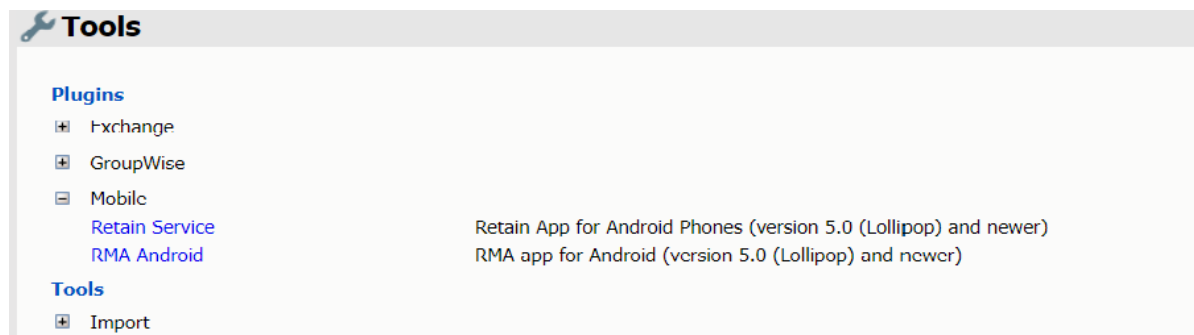 Tools
Plugins
Exchange
GroupWise
Mobile
Retain Service Retain App for Android Phones (version 5.0 (Lollipop) and newer)
RMA Android RMA app for Android (version 5.0 (Lollipop) and newer)
Tools
Import